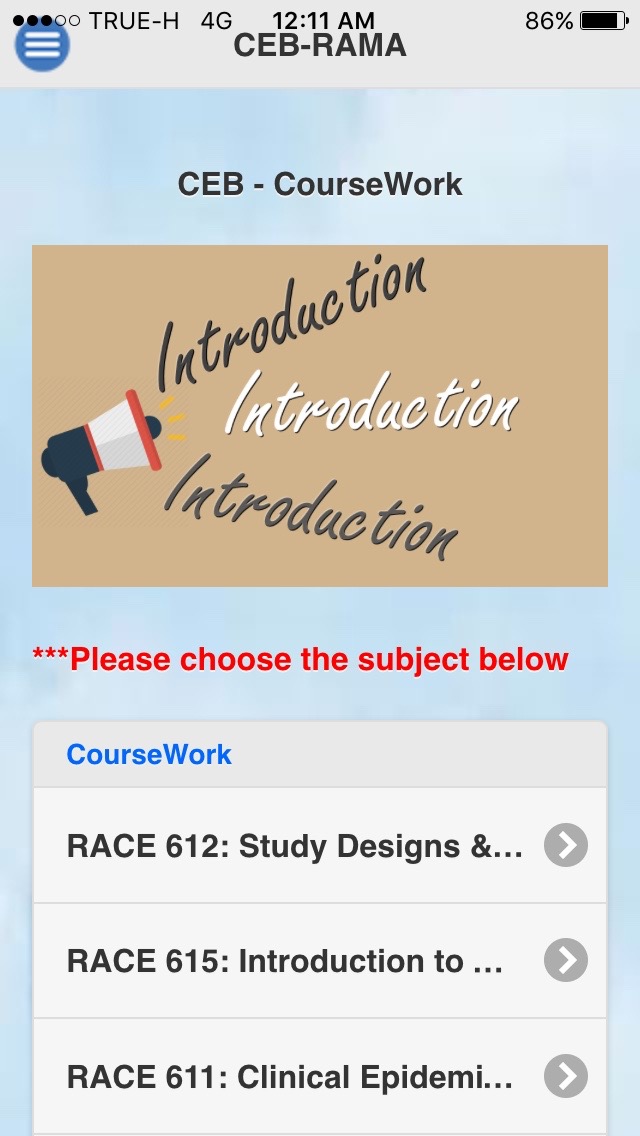 ●●●○○ TRUE-H 4G 12:11 AM 86%
CEB-RAMA
CEB - CourseWork
Introduction
Introduction
Introduction
***Please choose the subject below
CourseWork
RACE 612: Study Designs &...
RACE 615: Introduction to ...
RACE 611: Clinical Epidemi...